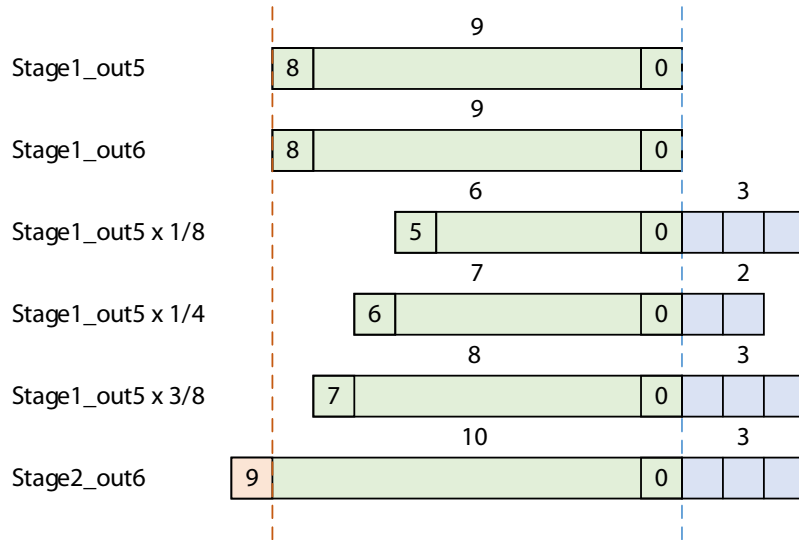 9
Stage1_out5 8 0
9
Stage1_out6 8 0
6 3
Stage1_out5 x 1/8 5 0
7 2
Stage1_out5 x 1/4 6 0
8 3
Stage1_out5 x 3/8 7 0
10 3
Stage2_out6 9 0